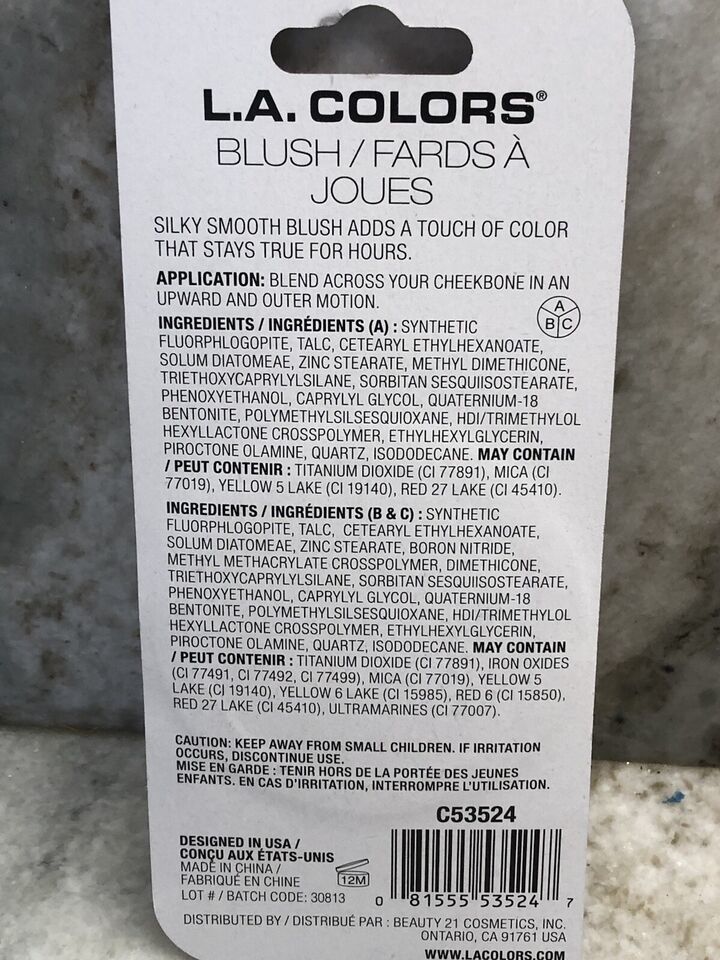 L.A. COLORS®
BLUSH / FARDS À
JOUES
SILKY SMOOTH BLUSH ADDS A TOUCH OF COLOR
THAT STAYS TRUE FOR HOURS.
APPLICATION: BLEND ACROSS YOUR CHEEKBONE IN AN
UPWARD AND OUTER MOTION.
A
B C
INGREDIENTS / INGRÉDIENTS (A) : SYNTHETIC
FLUORPHLOGOPITE, TALC, CETEARYL ETHYLHEXANOATE,
SOLUM DIATOMEAE, ZINC STEARATE, METHYL DIMETHICONE,
TRIETHOXYCAPRYLYLSILANE, SORBITAN SESQUIISOSTEARATE,
PHENOXYETHANOL, CAPRYLYL GLYCOL, QUATERNIUM-18
BENTONITE, POLYMETHYLSILSESQUIOXANE, HDI/TRIMETHYLOL
HEXYLLACTONE CROSSPOLYMER, ETHYLHEXYLGLYCERIN,
PIROCTONE OLAMINE, QUARTZ, ISODODECANE. MAY CONTAIN
/ PEUT CONTENIR : TITANIUM DIOXIDE (CI 77891), MICA (CI
77019), YELLOW 5 LAKE (CI 19140), RED 27 LAKE (CI 45410).
INGREDIENTS / INGRÉDIENTS (B & C) : SYNTHETIC
FLUORPHLOGOPITE, TALC, CETEARYL ETHYLHEXANOATE,
SOLUM DIATOMEAE, ZINC STEARATE, BORON NITRIDE,
METHYL METHACRYLATE CROSSPOLYMER, DIMETHICONE,
TRIETHOXYCAPRYLYLSILANE, SORBITAN SESQUIISOSTEARATE,
PHENOXYETHANOL, CAPRYLYL GLYCOL, QUATERNIUM-18
BENTONITE, POLYMETHYLSILSESQUIOXANE, HDI/TRIMETHYLOL
HEXYLLACTONE CROSSPOLYMER, ETHYLHEXYLGLYCERIN,
PIROCTONE OLAMINE, QUARTZ, ISODODECANE. MAY CONTAIN
/ PEUT CONTENIR : TITANIUM DIOXIDE (CI 77891), IRON OXIDES
(CI 77491, CI 77492, CI 77499), MICA (CI 77019), YELLOW 5
LAKE (CI 19140), YELLOW 6 LAKE (CI 15985), RED 6 (CI 15850),
RED 27 LAKE (CI 45410), ULTRAMARINES (CI 77007).
CAUTION: KEEP AWAY FROM SMALL CHILDREN. IF IRRITATION
OCCURS, DISCONTINUE USE.
MISE EN GARDE : TENIR HORS DE LA PORTÉE DES JEUNES
ENFANTS. EN CAS D'IRRITATION, INTERROMPRE L'UTILISATION.
C53524
DESIGNED IN USA /
CONÇU AUX ÉTATS-UNIS
MADE IN CHINA /
FABRIQUÉ EN CHINE
LOT # / BATCH CODE: 30813
12M
0 81555 53524 7
DISTRIBUTED BY / DISTRIBUÉ PAR : BEAUTY 21 COSMETICS, INC.
ONTARIO, CA 91761 USA
WWW.LACOLORS.COM